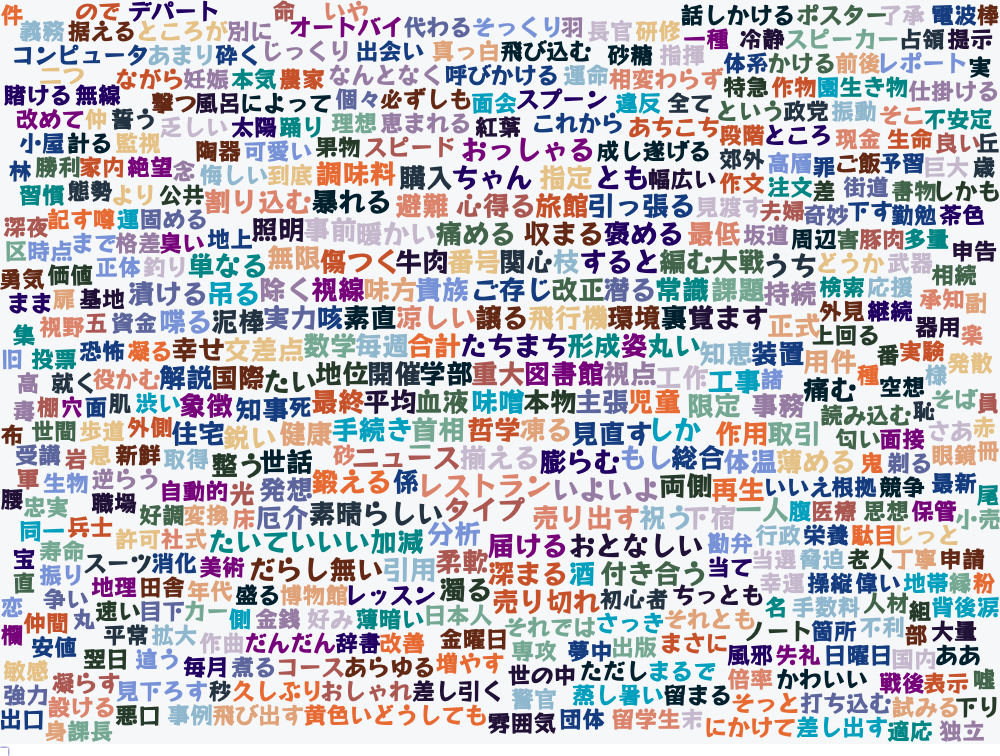 件 ので デパート 命 いや オートバイ 代わる そっくり 羽 長官 研修 話しかける ポスター 了承 電波 棒
義務 据える ところが 別に 一種 冷静 スピーカー 占領 提示
コンピュータ あまり 砕く じっくり 出会い 真っ白 飛び込む 砂糖 指揮 体系 かける 前後 レポート 実
二つ ながら 妊娠 本気 農家 なんとなく 呼びかける 運命 相変わらず 特急 作物 園 生き物 仕掛ける
賭ける 無線 撃つ 風呂 によって 個々 必ずしも 面会 スプーン 違反 全て という 政党 振動 そこ 不安定
改めて 仲 誓う 乏しい 太陽 踊り 理想 恵まれる 紅葉 これから あちこち 段階 ところ 現金 生命 良い 丘
小屋 計る 監視 陶器 可愛い 果物 スピード おっしゃる 成し遂げる 郊外 高層 罪 ご飯 予習 巨大 歳
林 勝利 家内 絶望 念 悔しい 到底 調味料 購入 ちゃん 指定 とも 幅広い 作文 注文 差 街道 書物 しかも
習慣 態勢 より 公共 割り込む 暴れる 避難 心得る 旅館 引っ張る 見渡す 夫婦 奇妙 下す 勤勉 茶色
深夜 記す 噂 運 固める 照明 事前 暖かい 痛める 収まる 褒める 最低 坂道 周辺 害 豚肉 多量 申告
区 時点 まで 格差 臭い 地上 無限 傷つく 牛肉 番号 関心 枝 すると 編む 大戦 うち どうか 武器 相続
勇気 価値 正体 釣り 単なる 除く 視線 味方 貴族 ご存じ 改正 潜る 常識 課題 持続 検索 応援 承知 副
まま 扉 基地 漬ける 吊る 外見 継続
集 視野 五 資金 喋る 泥棒 実力 咳 素直 涼しい 譲る 飛行機 環境 裏 覚ます 正式 上回る 器用 楽
旧 投票 恐怖 凝る 幸せ 交差点 数学 毎週 合計 たちまち 形成 姿 丸い 知恵 装置 用件 番 実験 発散
高 就く 役 かむ 解説 国際 たい 地位 開催 学部 重大 図書館 視点 工作 工事 諸 痛む 種 空想 様
毒 棚 穴 面 肌 渋い 象徴 知事 死 最終 平均 血液 味噌 本物 主張 児童 限定 事務 読み込む 恥 そば 員
布 世間 歩道 外側 住宅 鋭い 健康 手続き 首相 哲学 凍る 見直す しか 作用 取引 匂い 面接 さあ 赤
受講 岩 息 新鮮 取得 整う 世話 砂 ニュース 揃える 膨らむ もし 総合 体温 薄める 鬼 剃る 眼鏡 冊
軍 生物 逆らう 自動的 光 発想 鍛える 係 レストラン いよいよ 両側 再生 いいえ 根拠 競争 最新 尾
腰 忠実 職場 好調 変換 床 厄介 素晴らしい タイプ 売り出す 祝う 下宿 一人 腹 医療 思想 保管 小売
同一 兵士 許可 社式 たいていい 加減 分析 届ける おとなしい 勘弁 行政 栄養 駄目 じっと
宝 寿命 スーツ 消化 美術 だらし無い 引用 柔軟 深まる 酒 付き合う 当て 当選 脅迫 老人 丁寧 申請
直 振り 地理 田舎 年代 盛る 博物館 レッスン 濁る 売り切れ 初心者 ちっとも 幸運 操縦 偉い 地帯 縁 粉
恋 争い 速い 目下 カー 側 金銭 好み 薄暗い 日本人 名 手数料 人材 組 背後 涙
欄 仲間 丸 平常 拡大 作曲 だんだん 辞書 改善 金曜日 それでは さっき それとも ノート 箇所 不利 部 大量
安値 翌日 違う 毎月 煮る コース あらゆる 増やす 専攻 夢中 出版 まさに 風邪 失礼 日曜日 国内 ああ
敏感 凝らす 見下ろす 秒 久しぶり おしゃれ 差し引く 世の中 ただし まるで 倍率 かわいい 戦後 表示 嘘
強力 設ける 悪口 事例 飛び出す 黄色い どうしても 警官 蒸し暑い 留まる そっと 打ち込む 試みる 下り
出口 身 課長 雰囲気 団体 留学生 末 にかけて 差し出す 適応 独立